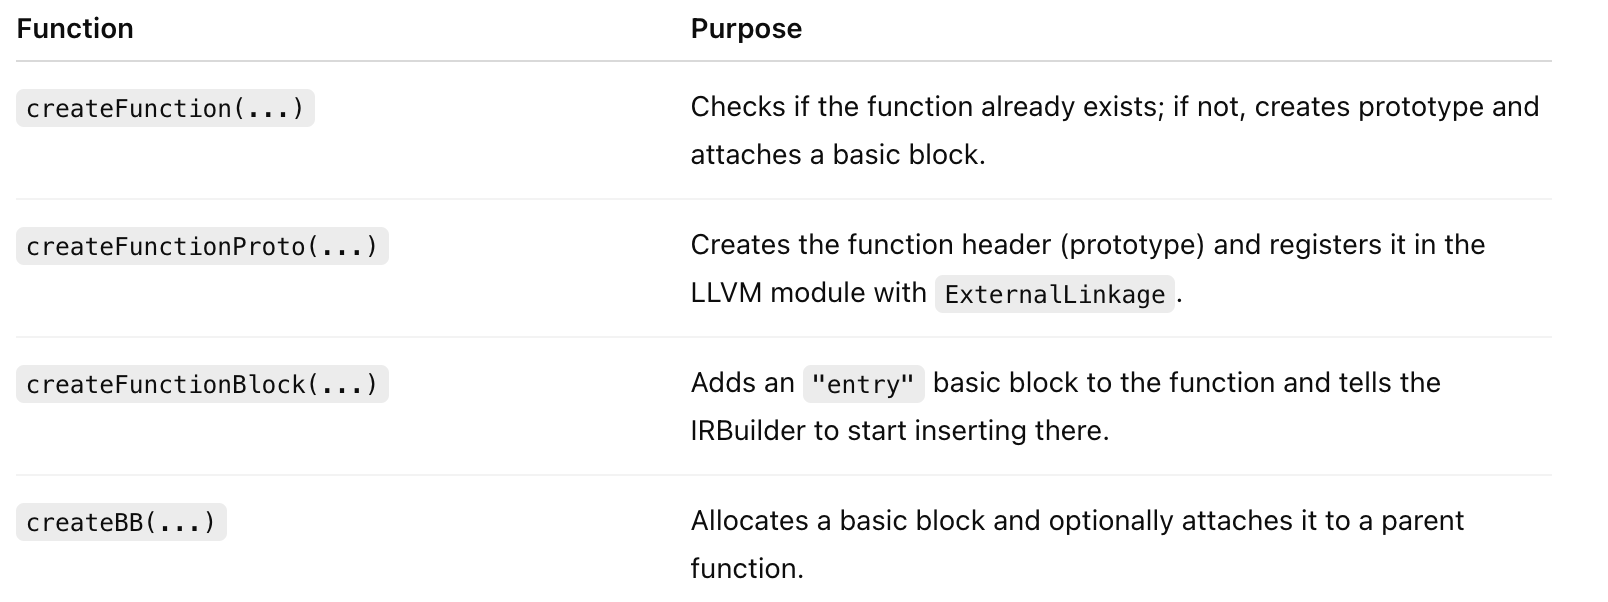 Function Purpose
createFunction(...) Checks if the function already exists; if not, creates prototype and
attaches a basic block.
createFunctionProto(...) Creates the function header (prototype) and registers it in the
LLVM module with ExternalLinkage.
createFunctionBlock(...) Adds an "entry" basic block to the function and tells the
IRBuilder to start inserting there.
createBB(...) Allocates a basic block and optionally attaches it to a parent
function.